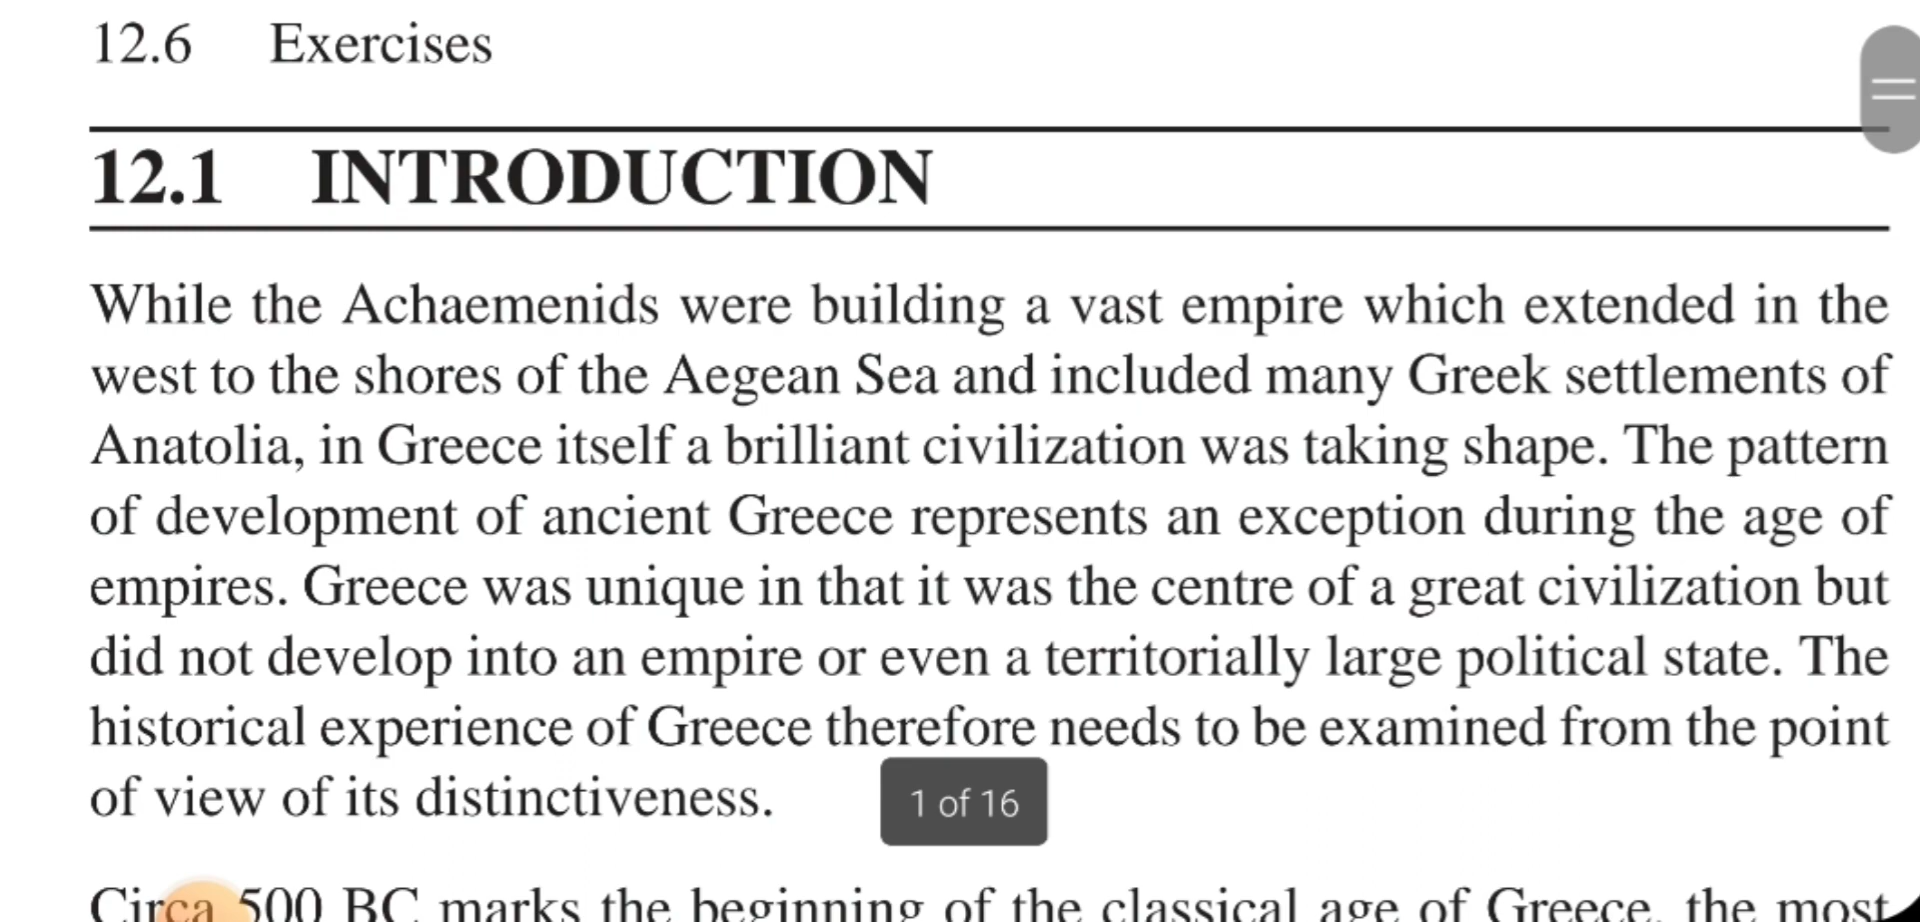 12.6 Exercises
12.1 INTRODUCTION
While the Achaemenids were building a vast empire which extended in the
west to the shores of the Aegean Sea and included many Greek settlements of
Anatolia, in Greece itself a brilliant civilization was taking shape. The pattern
of development of ancient Greece represents an exception during the age of
empires. Greece was unique in that it was the centre of a great civilization but
did not develop into an empire or even a territorially large political state. The
historical experience of Greece therefore needs to be examined from the point
of view of its distinctiveness.
1 of 16
Circa 500 BC marks the beginning of the classical age of Greece, the most